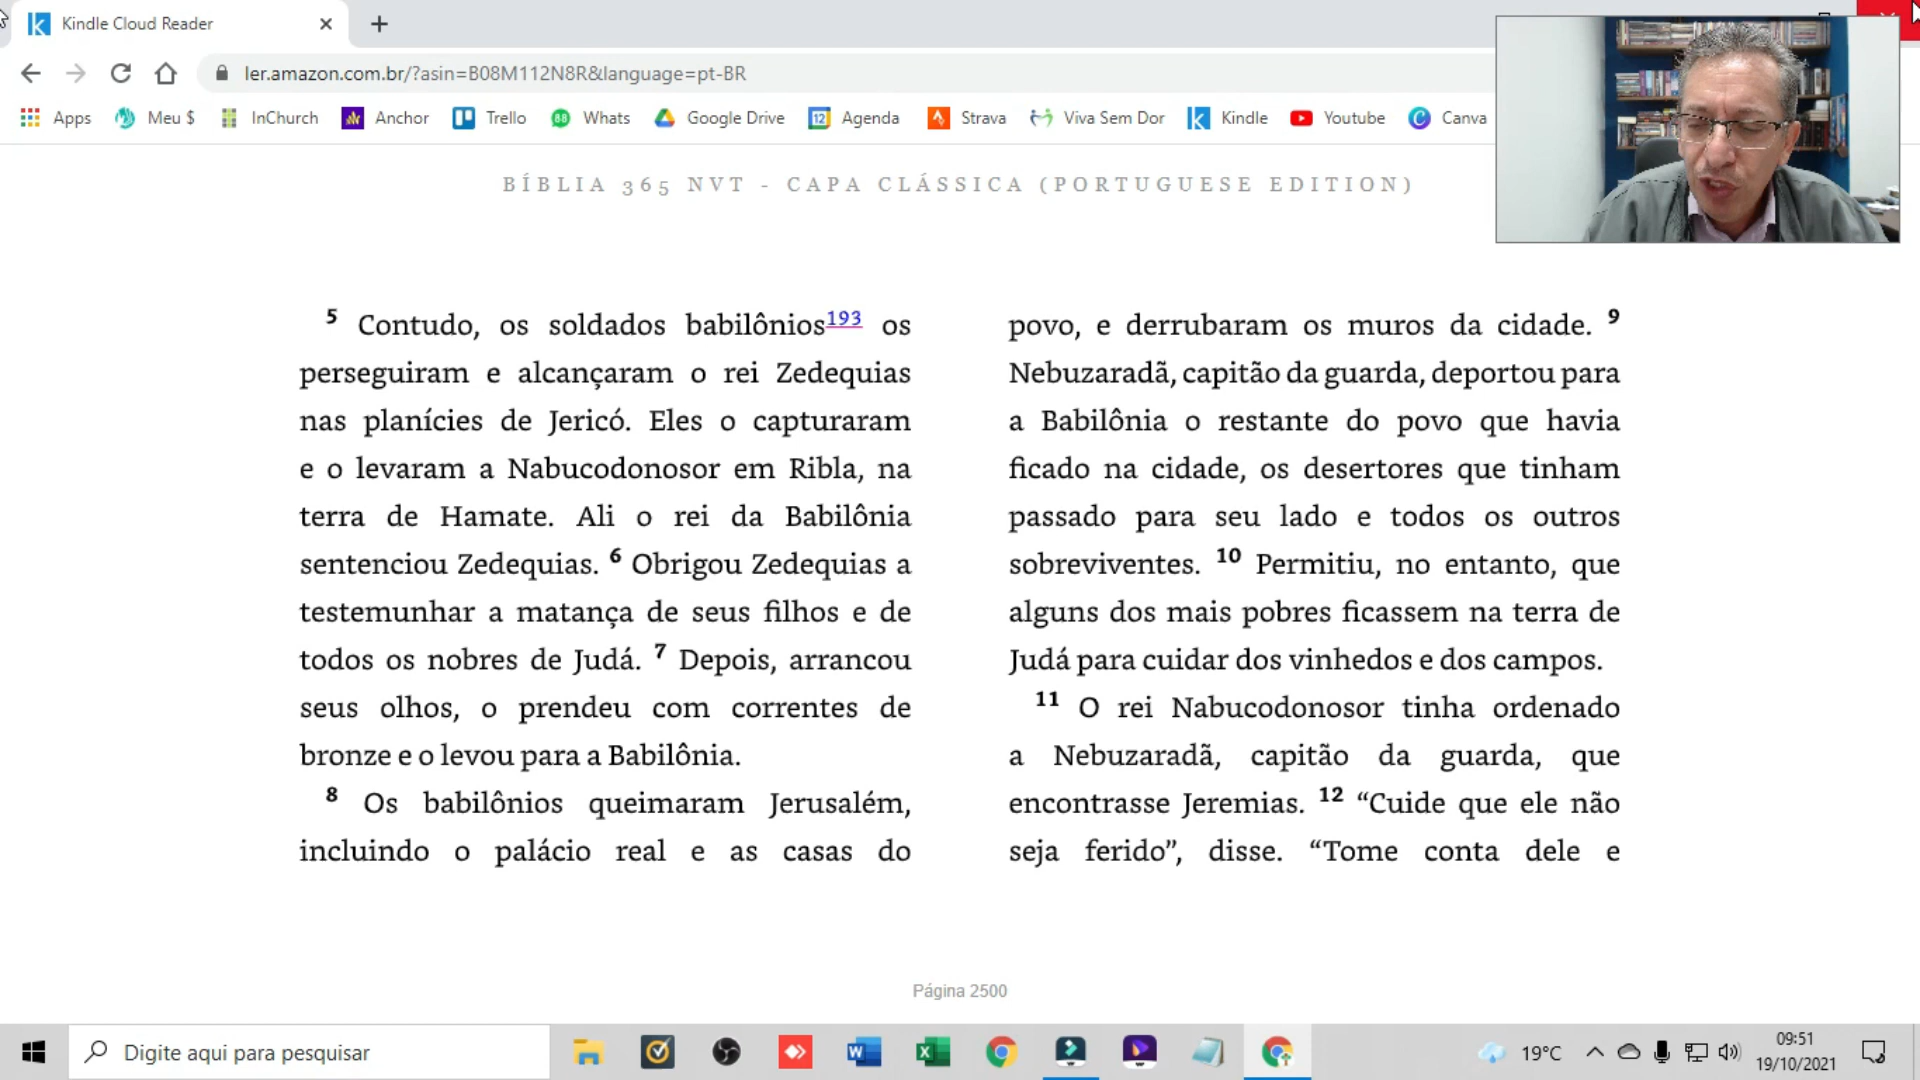 Kindle Cloud Reader
ler.amazon.com.br/?asin=B08M112N8R&language=pt-BR
Apps Meu $ InChurch Anchor Trello Whats Google Drive Agenda Strava Viva Sem Dor Kindle Youtube Canva
BÍBLIA 365 NVT - CAPA CLÁSSICA (PORTUGUESE EDITION)
5 Contudo, os soldados babilônios193 os
perseguiram e alcançaram o rei Zedequias
nas planícies de Jericó. Eles o capturaram
e o levaram a Nabucodonosor em Ribla, na
terra de Hamate. Ali o rei da Babilônia
sentenciou Zedequias. 6 Obrigou Zedequias a
testemunhar a matança de seus filhos e de
todos os nobres de Judá. 7 Depois, arrancou
seus olhos, o prendeu com correntes de
bronze e o levou para a Babilônia.
8 Os babilônios queimaram Jerusalém,
incluindo o palácio real e as casas do
povo, e derrubaram os muros da cidade. 9
Nebuzaradã, capitão da guarda, deportou para
a Babilônia o restante do povo que havia
ficado na cidade, os desertores que tinham
passado para seu lado e todos os outros
sobreviventes. 10 Permitiu, no entanto, que
alguns dos mais pobres ficassem na terra de
Judá para cuidar dos vinhedos e dos campos.
11 O rei Nabucodonosor tinha ordenado
a Nebuzaradã, capitão da guarda, que
encontrasse Jeremias. 12 “Cuide que ele não
seja ferido”, disse. “Tome conta dele e
Página 2500
Digite aqui para pesquisar
19°C
09:51
19/10/2021